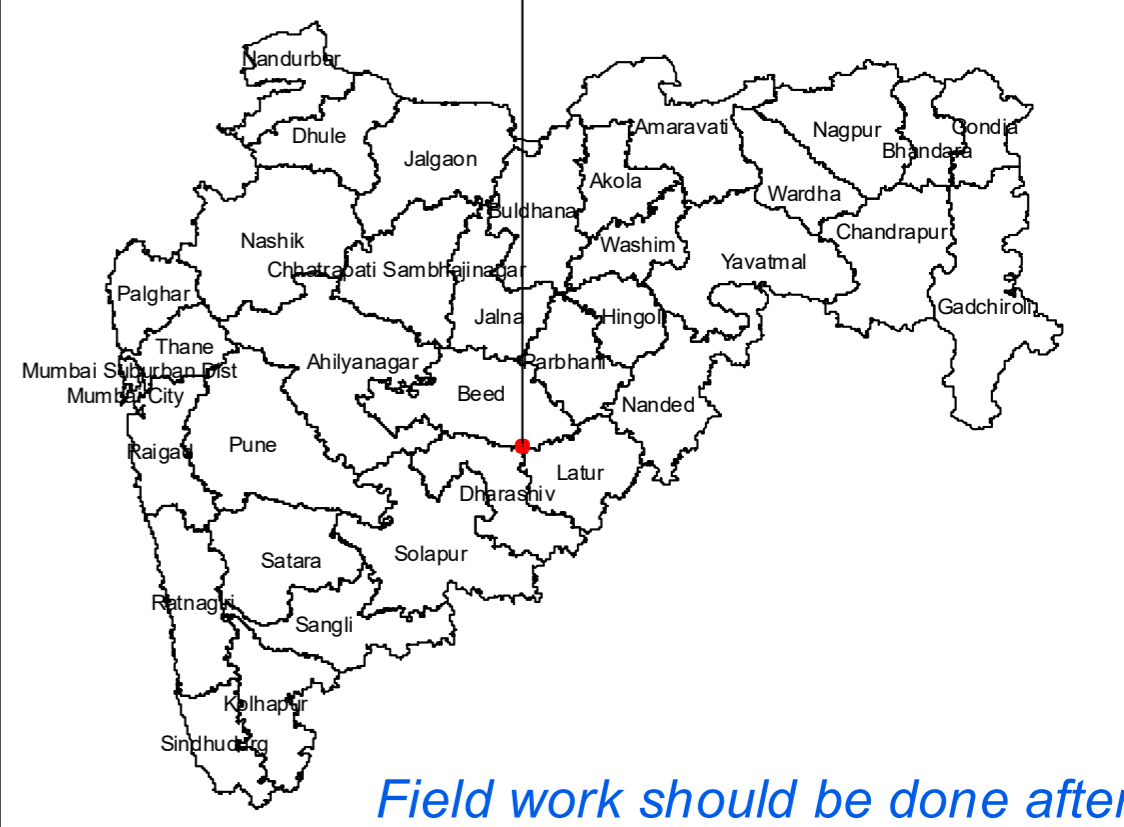 Nandurbar
Dhule
Jalgaon
Amaravati
Nagpur
Gondia
Bhandara
Akola
Wardha
Buldhana
Chandrapur
Nashik
Washim
Yavatmal
Chhatrapati Sambhajinagar
Palghar
Gadchiroli
Jalna
Hingoli
Thane
Ahilyanagar
Parbhani
Mumbai Suburban Dist
Mumbai City
Beed
Nanded
Pune
Raigad
Latur
Dharashiv
Solapur
Satara
Ratnagiri
Sangli
Kolhapur
Sindhudurg
Field work should be done after